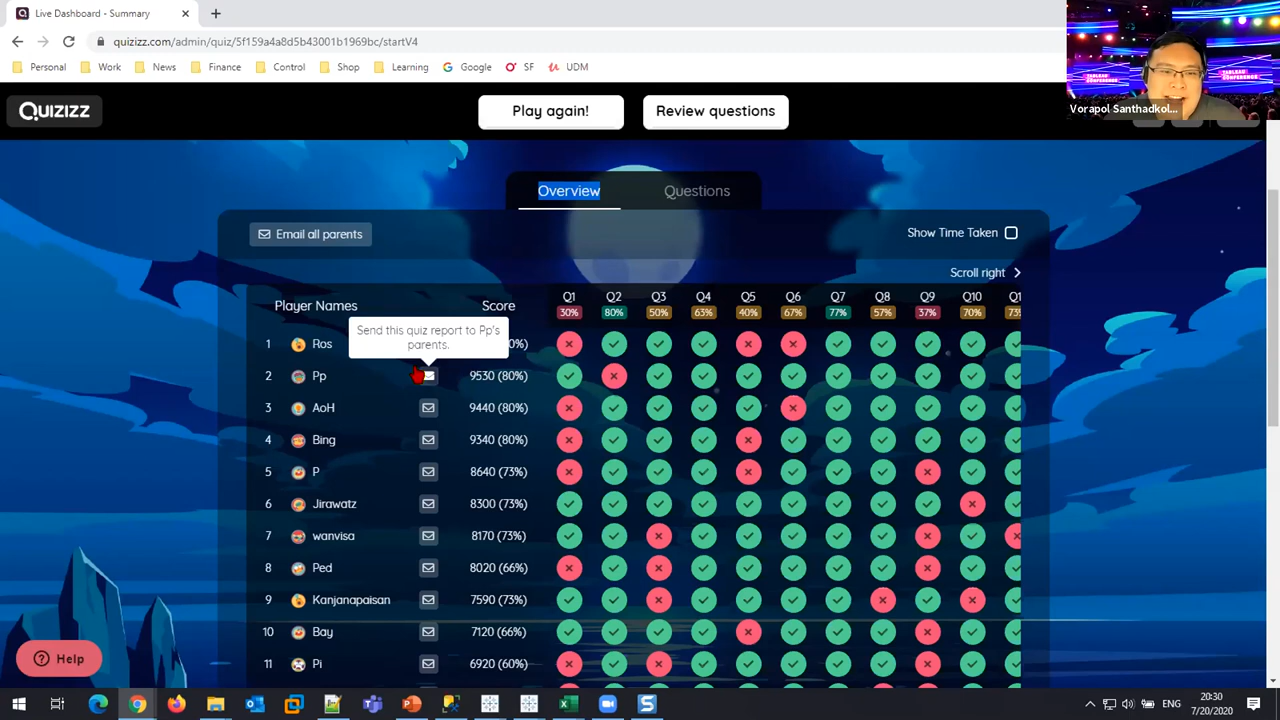 Live Dashboard - Summary
quizizz.com/admin/quiz/5f159a4a8d5b43001b1969bc/startV4
Personal Work News Finance Control Shop Learning Google SF UDM
TABLEAU CONFERENCE
Vorapol Santhadkol...
Quizizz
Play again!
Review questions
Overview
Questions
Email all parents
Show Time Taken
Scroll right
Player Names Score Q1 Q2 Q3 Q4 Q5 Q6 Q7 Q8 Q9 Q10
30% 80% 50% 63% 40% 67% 77% 57% 37% 70% 73%
Send this quiz report to Pp's
parents.
1 Ros
2 Pp 9530 (80%)
3 AoH 9440 (80%)
4 Bing 9340 (80%)
5 P 8640 (73%)
6 Jirawatz 8300 (73%)
7 wanvisa 8170 (73%)
8 Ped 8020 (66%)
9 Kanjanapaisan 7590 (73%)
10 Bay 7120 (66%)
11 Pi 6920 (60%)
Help
ENG
20:30
7/20/2020